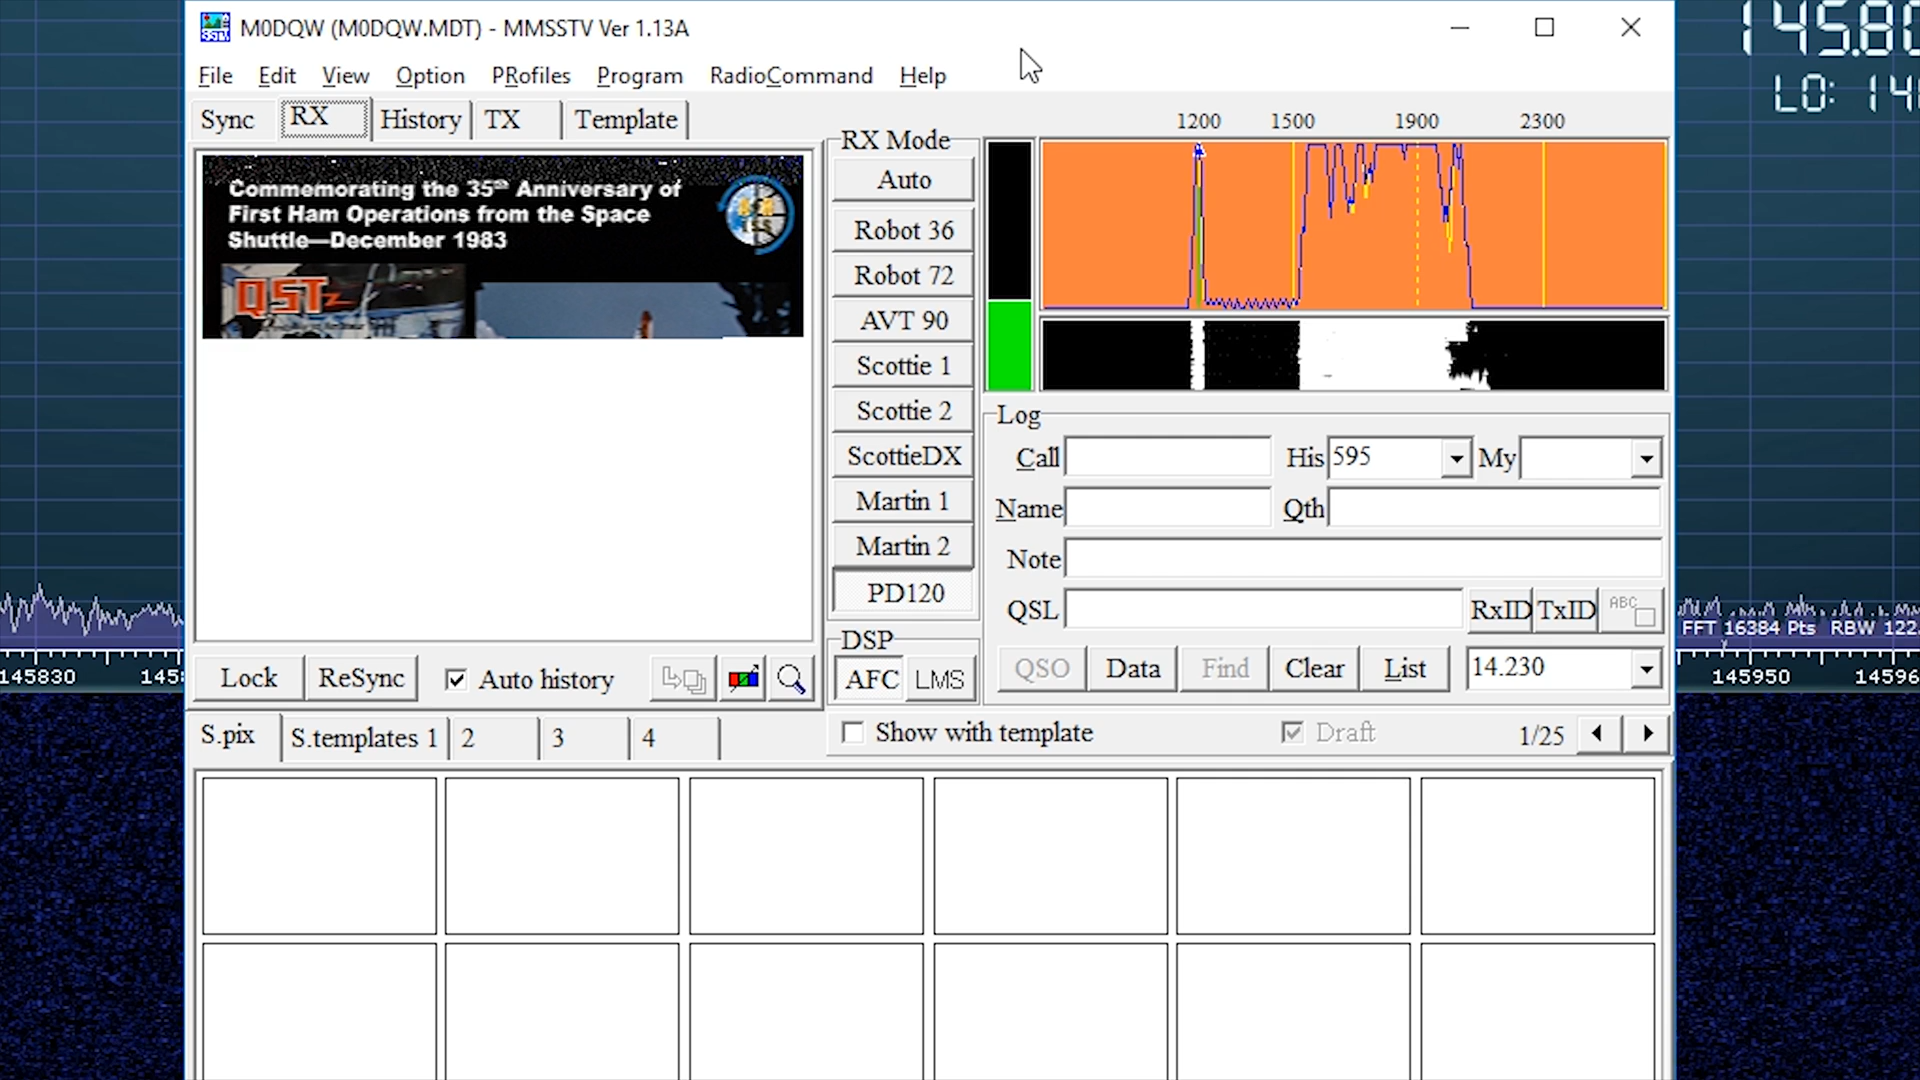 M0DQW (M0DQW.MDT) - MMSSTV Ver 1.13A
File Edit View Option PRofiles Program RadioCommand Help
Sync RX History TX Template
Commemorating the 35th Anniversary of
First Ham Operations from the Space
Shuttle—December 1983
QST
RX Mode
Auto
Robot 36
Robot 72
AVT 90
Scottie 1
Scottie 2
ScottieDX
Martin 1
Martin 2
PD120
DSP
AFC LMS
1200 1500 1900 2300
Log
Call His 595 My
Name Qth
Note
QSL RxID TxID ABC
QSO Data Find Clear List 14.230
Lock ReSync Auto history
S.pix S.templates 1 2 3 4
Show with template Draft 1/25
145.80
LO: 14
145830 145
FFT 16384 Pts RBW 122.
145950 14596